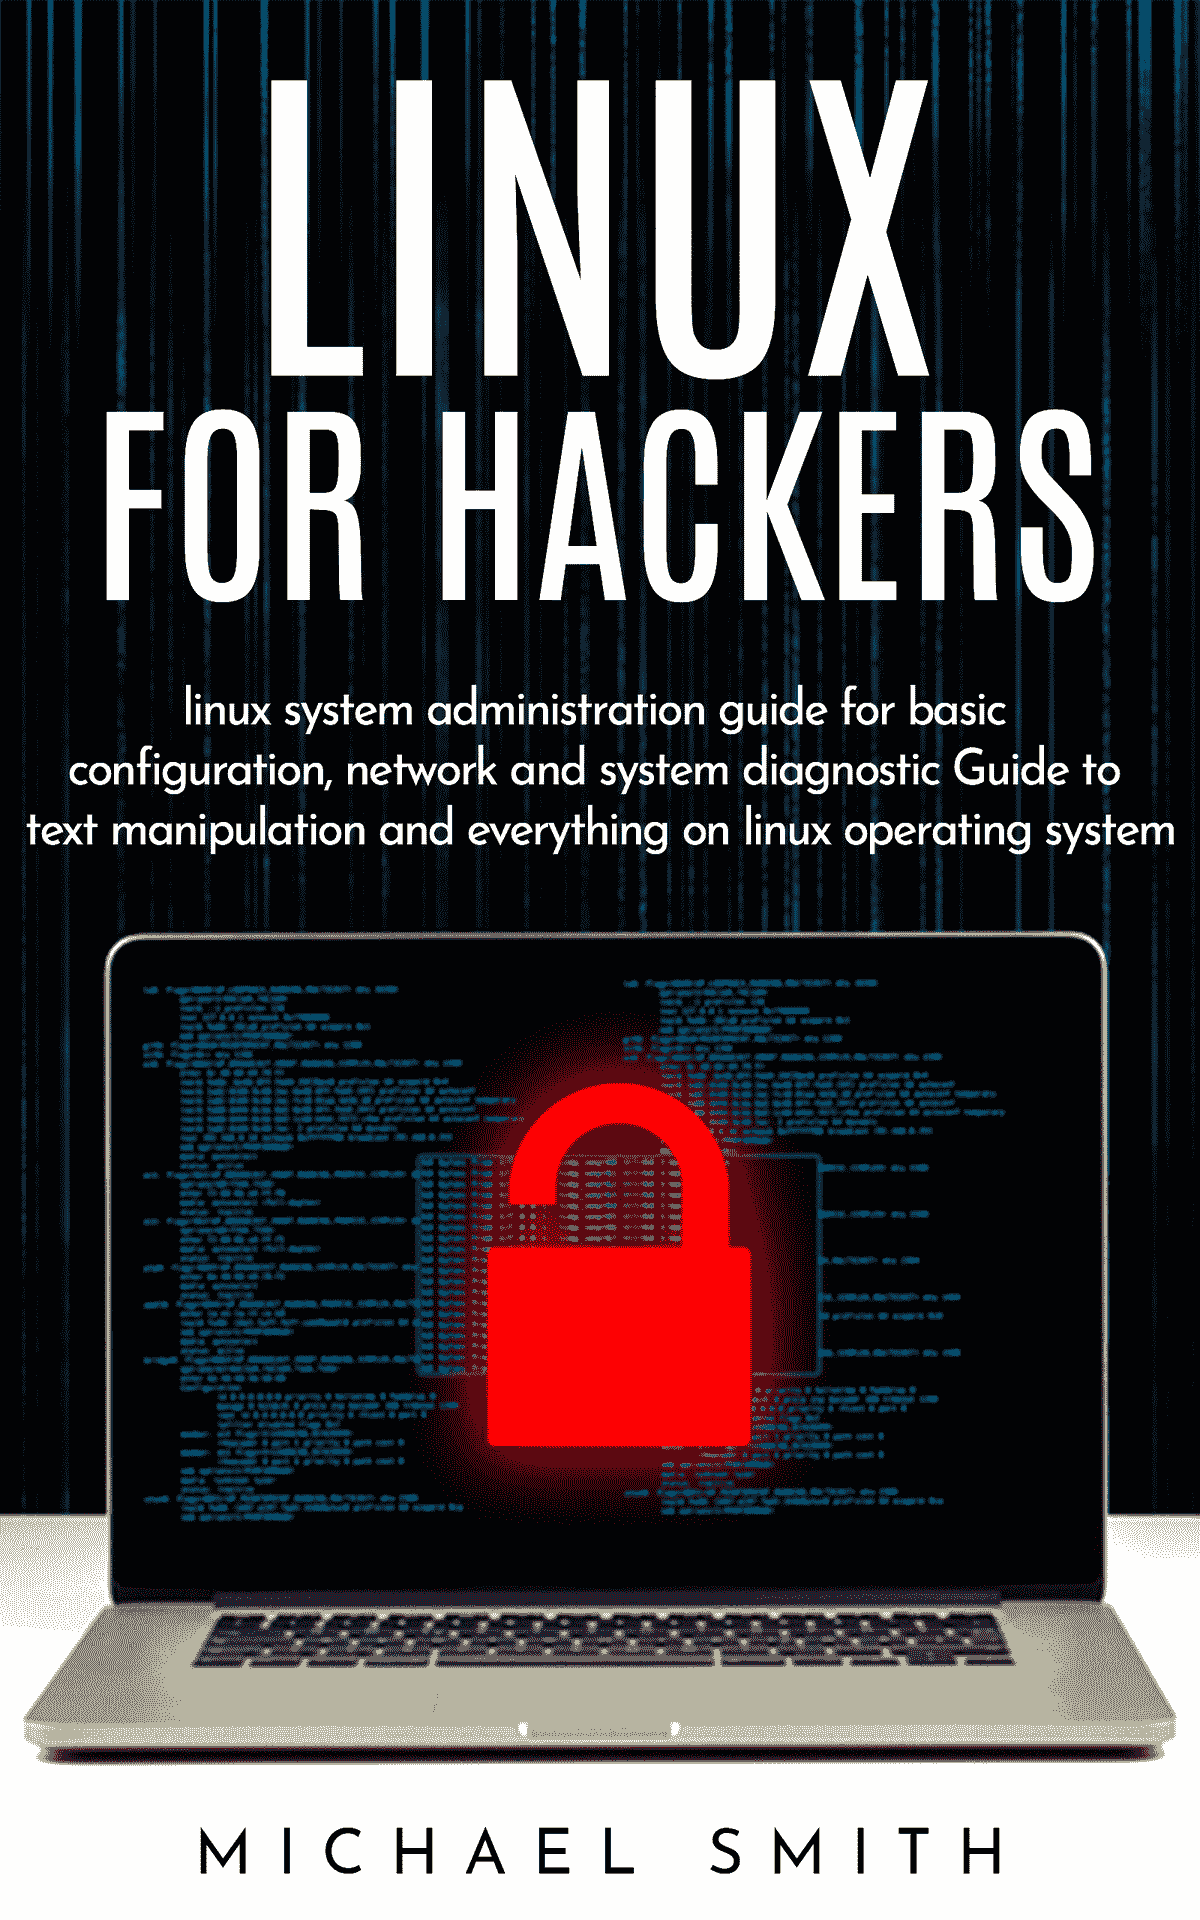 LINUX
FOR HACKERS
linux system administration guide for basic
configuration, network and system diagnostic Guide to
text manipulation and everything on linux operating system
MICHAEL SMITH